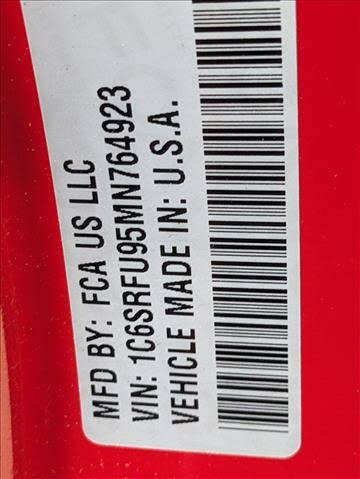 MFD BY: FCA US LLC
VIN: 1C6SRFU95MN764923
VEHICLE MADE IN: U.S.A.